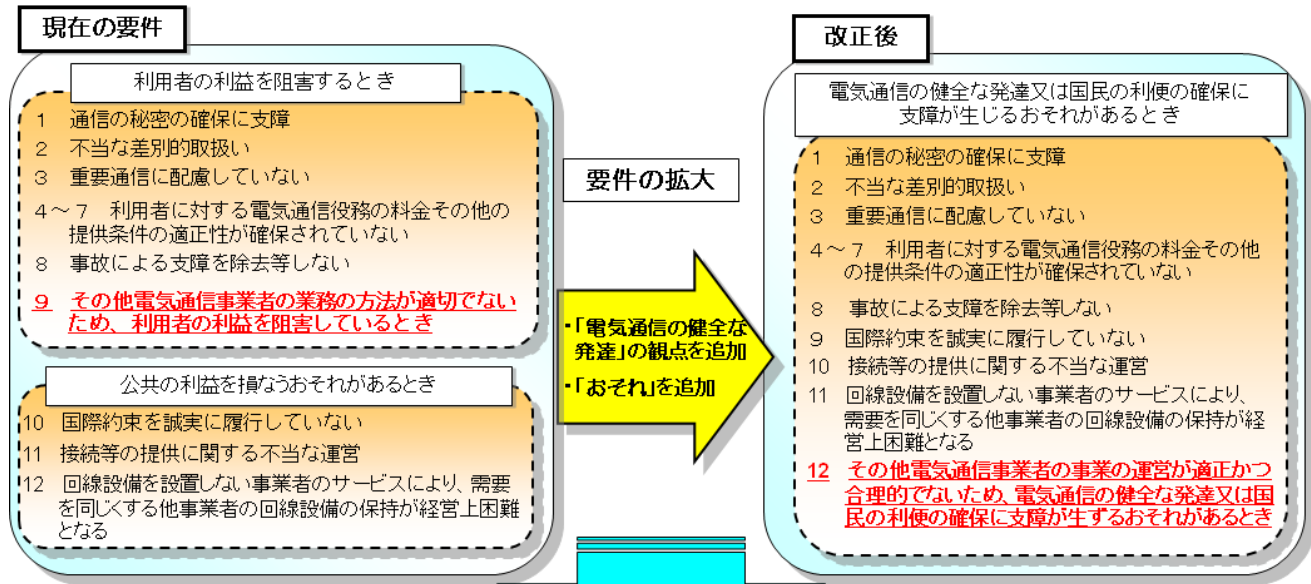 現在の要件
利用者の利益を阻害するとき
1 通信の秘密の確保に支障
2 不当な差別的取扱い
3 重要通信に配慮していない
4～7 利用者に対する電気通信役務の料金その他の
提供条件の適正性が確保されていない
8 事故による支障を除去等しない
9 その他電気通信事業者の業務の方法が適切でない
ため、利用者の利益を阻害しているとき
公共の利益を損なうおそれがあるとき
10 国際約束を誠実に履行していない
11 接続等の提供に関する不当な運営
12 回線設備を設置しない事業者のサービスにより、需要
を同じくする他事業者の回線設備の保持が経営上困難
となる
要件の拡大
・「電気通信の健全な
発達」の観点を追加
・「おそれ」を追加
改正後
電気通信の健全な発達又は国民の利便の確保に
支障が生じるおそれがあるとき
1 通信の秘密の確保に支障
2 不当な差別的取扱い
3 重要通信に配慮していない
4～7 利用者に対する電気通信役務の料金その他
の提供条件の適正性が確保されていない
8 事故による支障を除去等しない
9 国際約束を誠実に履行していない
10 接続等の提供に関する不当な運営
11 回線設備を設置しない事業者のサービスにより、
需要を同じくする他事業者の回線設備の保持が経
営上困難となる
12 その他電気通信事業者の事業の運営が適正かつ
合理的でないため、電気通信の健全な発達又は国
民の利便の確保に支障が生ずるおそれがあるとき